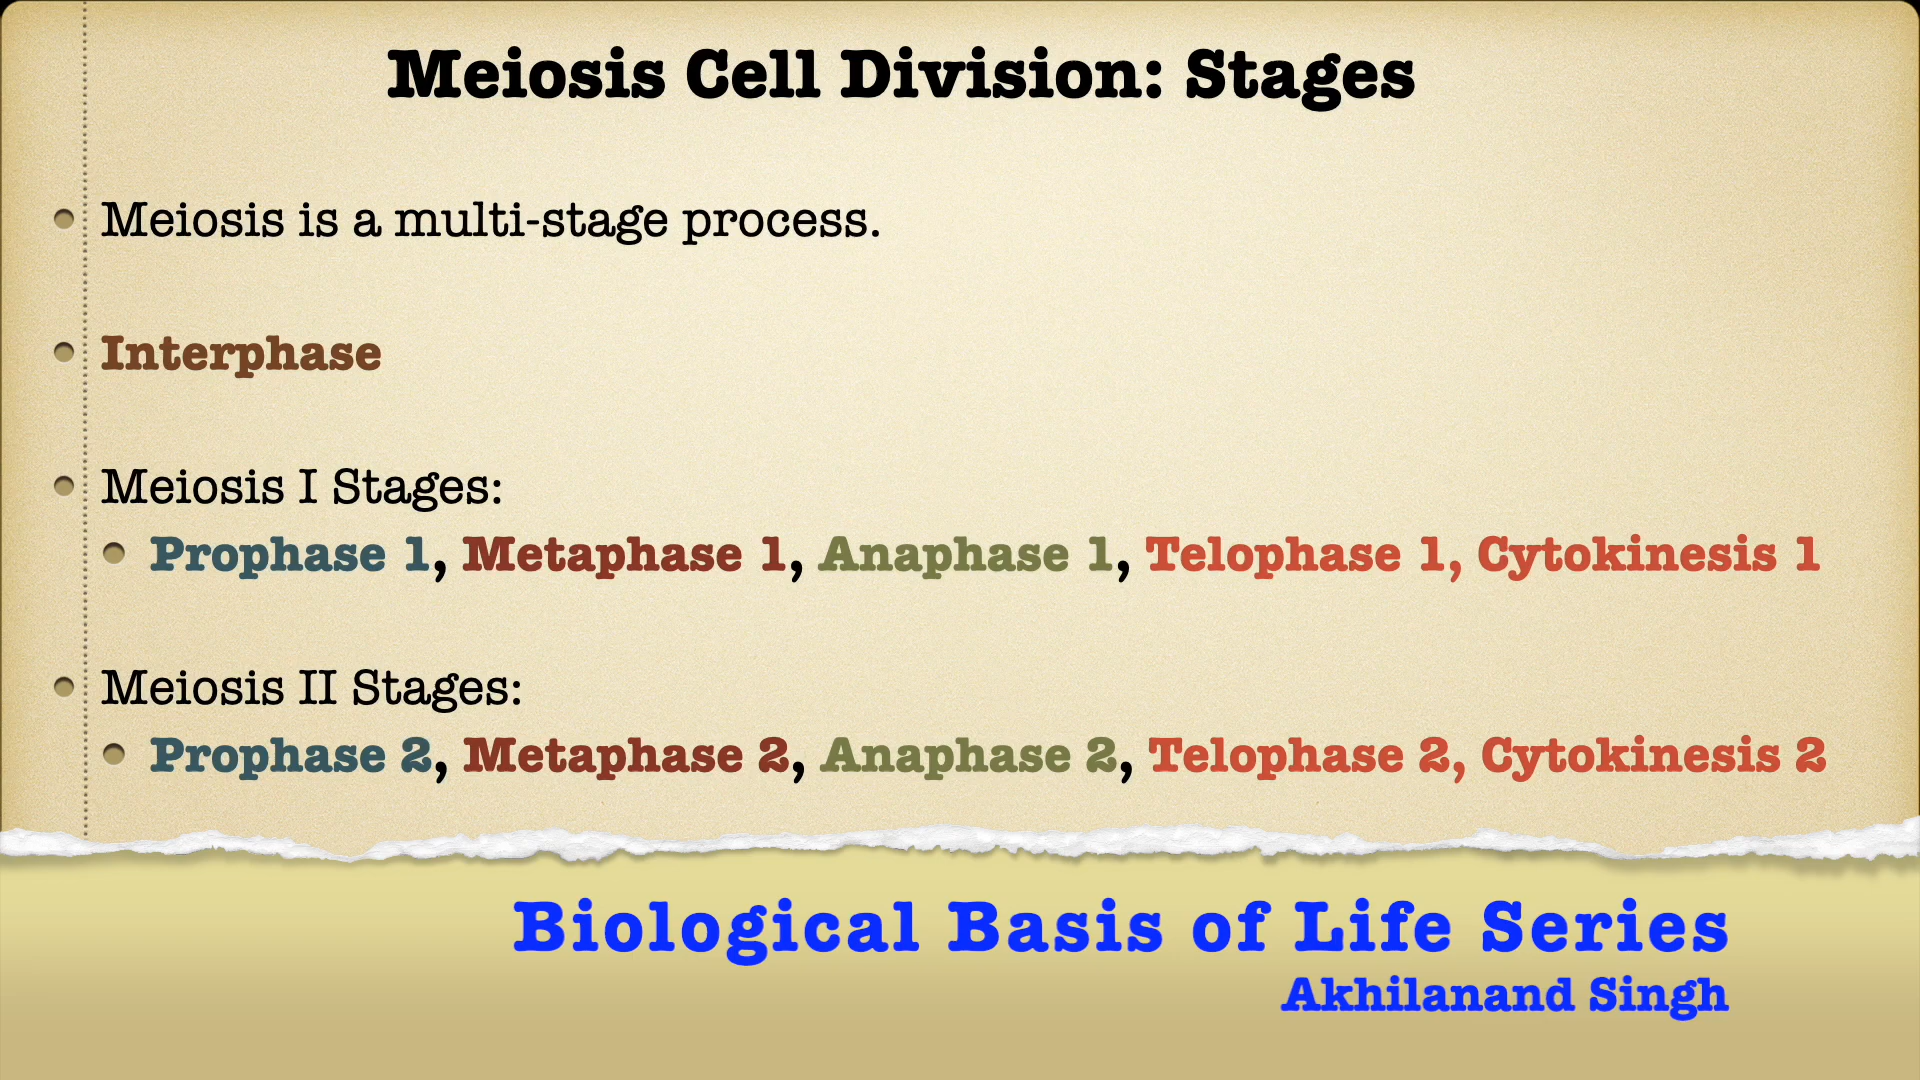 Meiosis Cell Division: Stages
Meiosis is a multi-stage process.
Interphase
Meiosis I Stages:
Prophase 1, Metaphase 1, Anaphase 1, Telophase 1, Cytokinesis 1
Meiosis II Stages:
Prophase 2, Metaphase 2, Anaphase 2, Telophase 2, Cytokinesis 2
Biological Basis of Life Series
Akhilanand Singh